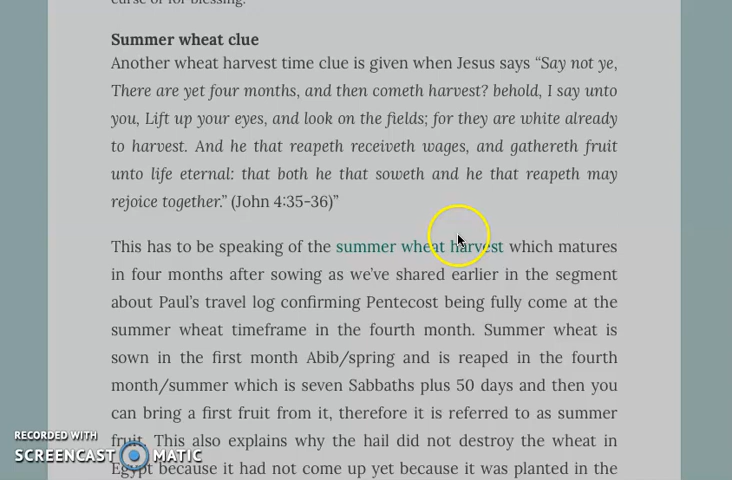 curse or for blessing.
Summer wheat clue
Another wheat harvest time clue is given when Jesus says “Say not ye,
There are yet four months, and then cometh harvest? behold, I say unto
you, Lift up your eyes, and look on the fields; for they are white already
to harvest. And he that reapeth receiveth wages, and gathereth fruit
unto life eternal: that both he that soweth and he that reapeth may
rejoice together.” (John 4:35-36)”
This has to be speaking of the summer wheat harvest which matures
in four months after sowing as we’ve shared earlier in the segment
about Paul’s travel log confirming Pentecost being fully come at the
summer wheat timeframe in the fourth month. Summer wheat is
sown in the first month Abib/spring and is reaped in the fourth
month/summer which is seven Sabbaths plus 50 days and then you
can bring a first fruit from it, therefore it is referred to as summer
fruit. This also explains why the hail did not destroy the wheat in
Egypt because it had not come up yet because it was planted in the
RECORDED WITH
SCREENCAST MATIC